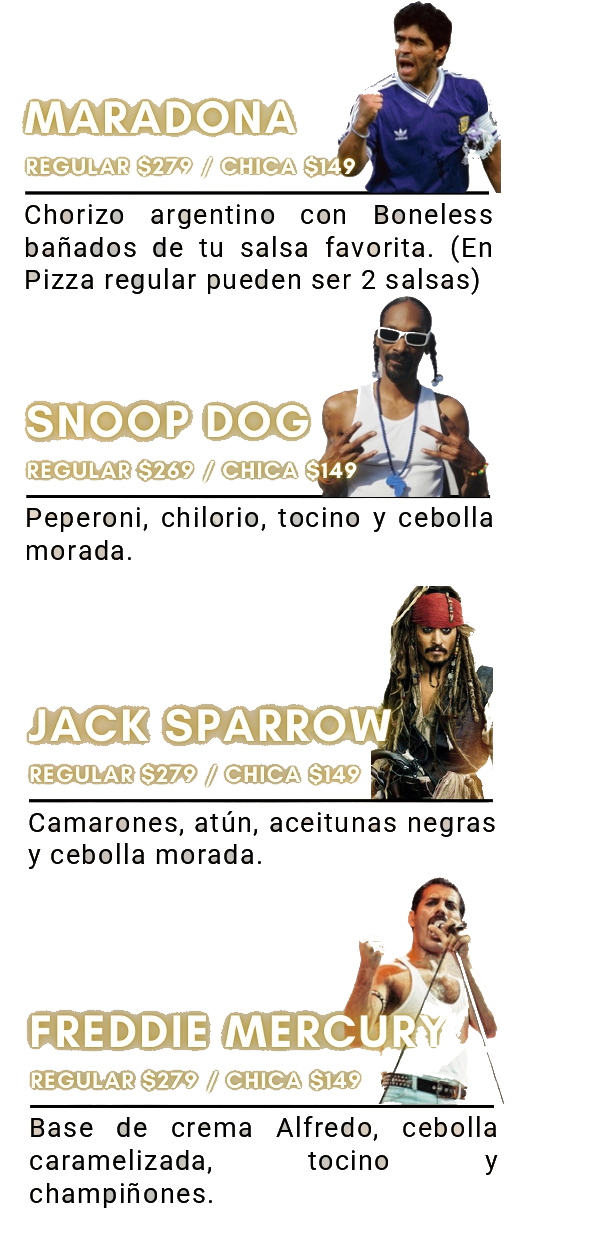 MARADONA
REGULAR $279 / CHICA $149
Chorizo argentino con Boneless
bañados de tu salsa favorita. (En
Pizza regular pueden ser 2 salsas)
SNOOP DOG
REGULAR $269 / CHICA $149
Peperoni, chilorio, tocino y cebolla
morada.
JACK SPARROW
REGULAR $279 / CHICA $149
Camarones, atún, aceitunas negras
y cebolla morada.
FREDDIE MERCURY
REGULAR $279 / CHICA $149
Base de crema Alfredo, cebolla
caramelizada, tocino y
champiñones.